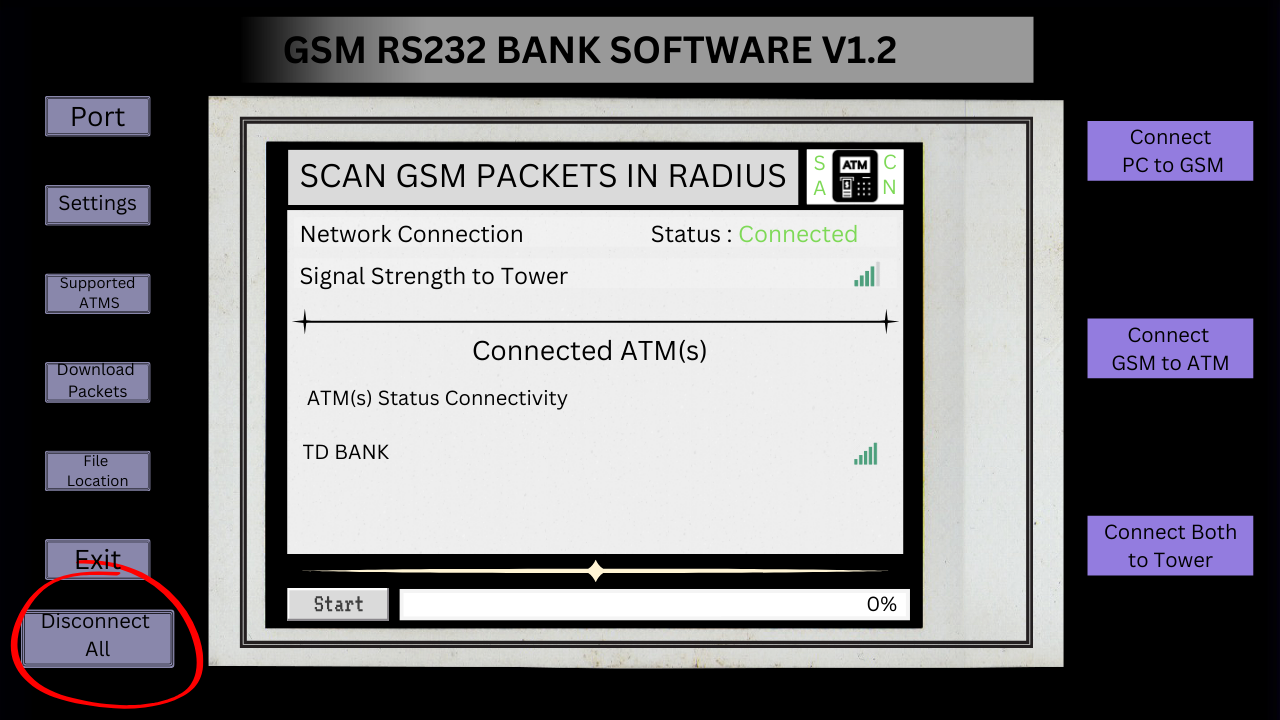 GSM RS232 BANK SOFTWARE V1.2
Port
Settings
Supported
ATMS
Download
Packets
File
Location
Exit
Disconnect
All
SCAN GSM PACKETS IN RADIUS
S C
ATM
A N
Network Connection Status : Connected
Signal Strength to Tower
Connected ATM(s)
ATM(s) Status Connectivity
TD BANK
Start 0%
Connect
PC to GSM
Connect
GSM to ATM
Connect Both
to Tower